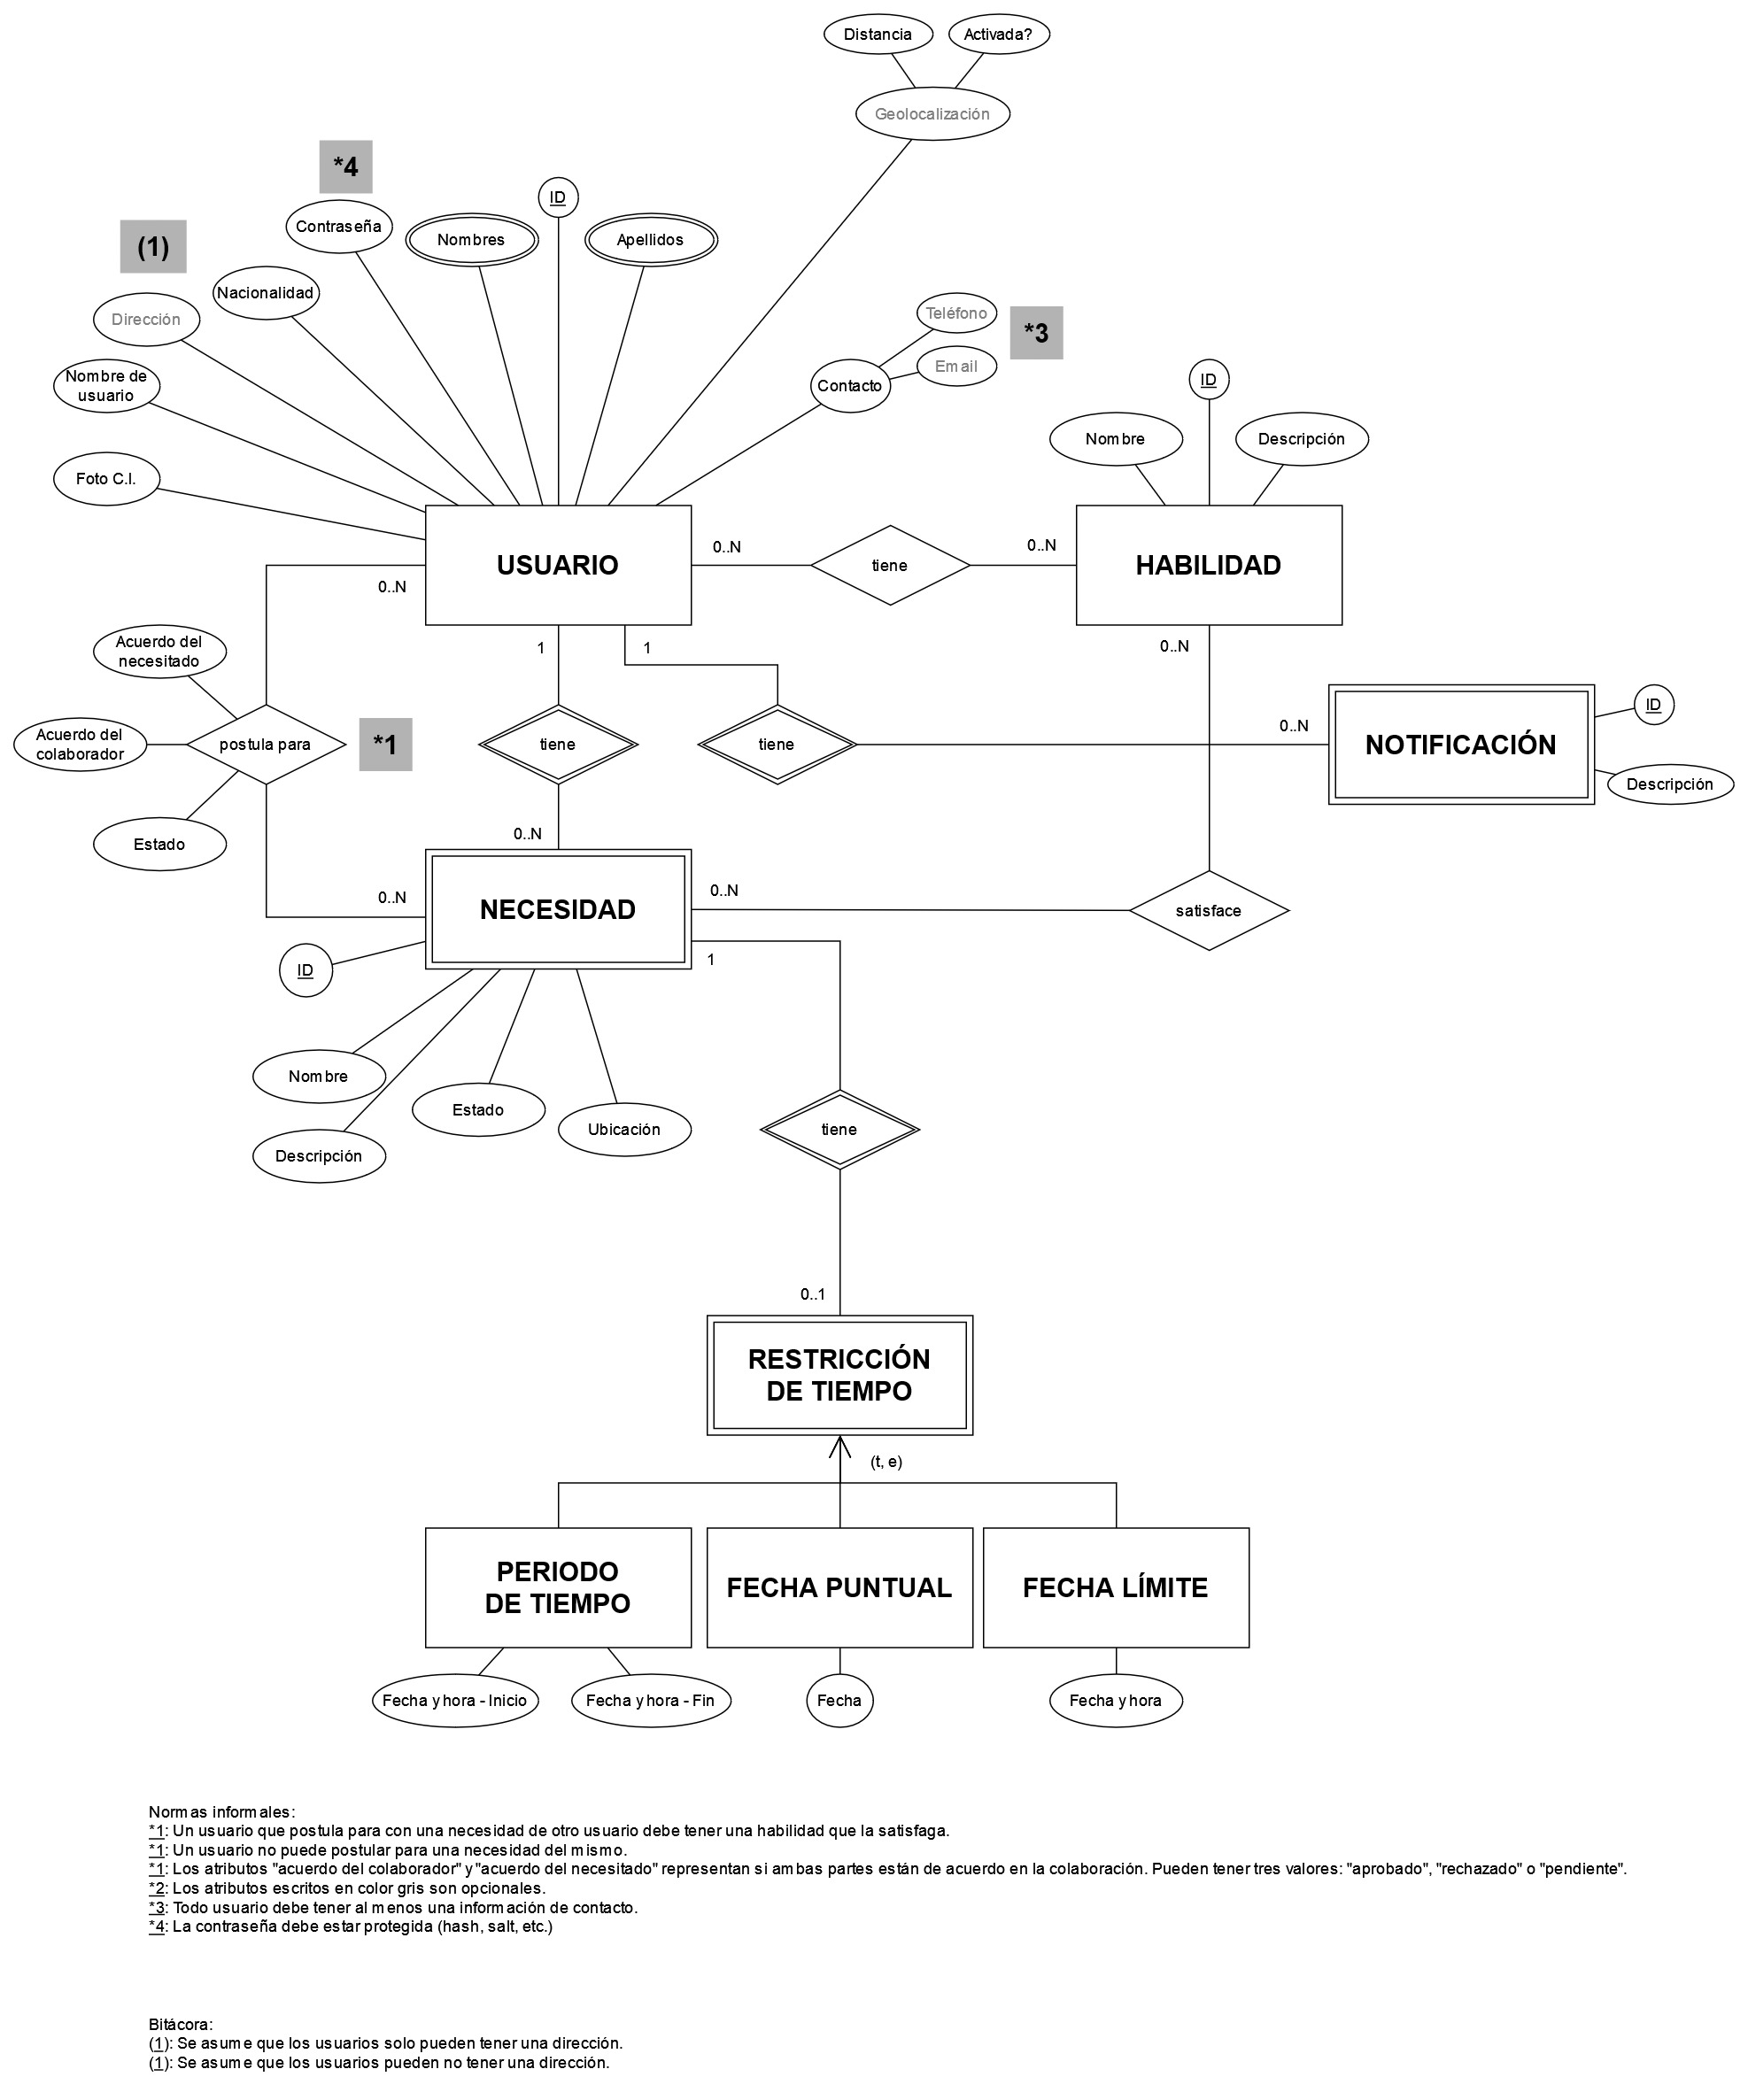 Distancia
Activada?
Geolocalización
*4
ID
Contraseña
Nombres
Apellidos
(1)
Nacionalidad
Dirección
Teléfono
*3
Email
Nombre de
usuario
Contacto
ID
Nombre
Descripción
Foto C.I.
USUARIO
0..N
tiene
0..N
HABILIDAD
0..N
1
1
0..N
Acuerdo del
necesitado
Acuerdo del
colaborador
postula para
*1
tiene
tiene
0..N
NOTIFICACIÓN
ID
Descripción
Estado
0..N
0..N
NECESIDAD
0..N
satisface
1
ID
Nombre
Estado
Ubicación
Descripción
tiene
0..1
RESTRICCIÓN
DE TIEMPO
(t, e)
PERIODO
DE TIEMPO
FECHA PUNTUAL
FECHA LÍMITE
Fecha y hora - Inicio
Fecha y hora - Fin
Fecha
Fecha y hora
Normas informales:
*1: Un usuario que postula para con una necesidad de otro usuario debe tener una habilidad que la satisfaga.
*1: Un usuario no puede postular para una necesidad del mismo.
*1: Los atributos "acuerdo del colaborador" y "acuerdo del necesitado" representan si ambas partes están de acuerdo en la colaboración. Pueden tener tres valores: "aprobado", "rechazado" o "pendiente".
*2: Los atributos escritos en color gris son opcionales.
*3: Todo usuario debe tener al menos una información de contacto.
*4: La contraseña debe estar protegida (hash, salt, etc.)
Bitácora:
(1): Se asume que los usuarios solo pueden tener una dirección.
(1): Se asume que los usuarios pueden no tener una dirección.